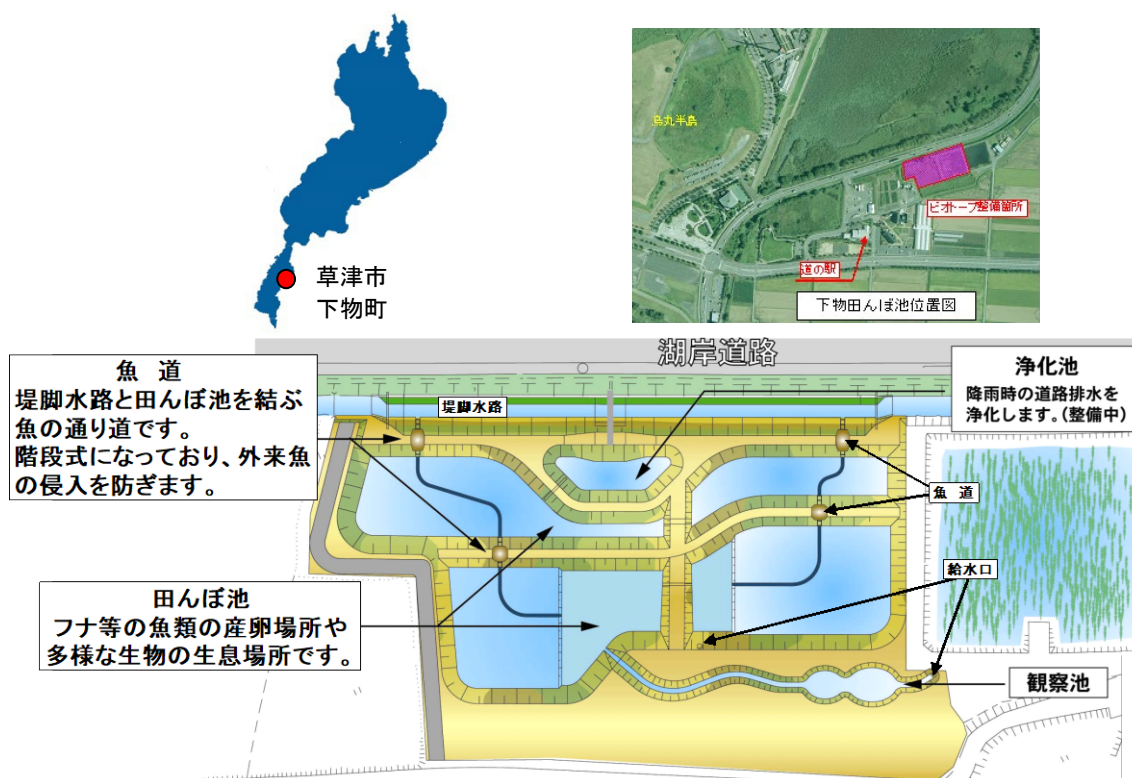 草津市
下物町
烏丸半島
ビオトープ整備箇所
道の駅
下物田んぼ池位置図
湖岸道路
魚 道
堤脚水路と田んぼ池を結ぶ
魚の通り道です。
階段式になっており、外来魚
の侵入を防ぎます。
堤脚水路
浄化池
降雨時の道路排水を
浄化します。(整備中)
魚 道
給水口
田んぼ池
フナ等の魚類の産卵場所や
多様な生物の生息場所です。
観察池